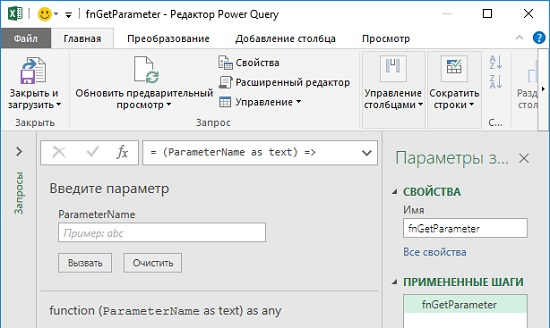 fnGetParameter - Редактор Power Query
Файл Главная Преобразование Добавление столбца Просмотр
Закрыть и загрузить
Обновить предварительный просмотр
Свойства
Расширенный редактор
Управление
Управление столбцами
Сократить строки
Закрыть
Запрос
С...
Запросы
fx
= (ParameterName as text) =>
Введите параметр
ParameterName
Пример: abc
Вызвать Очистить
function (ParameterName as text) as any
Параметры з...
СВОЙСТВА
Имя
fnGetParameter
Все свойства
ПРИМЕНЕННЫЕ ШАГИ
fnGetParameter